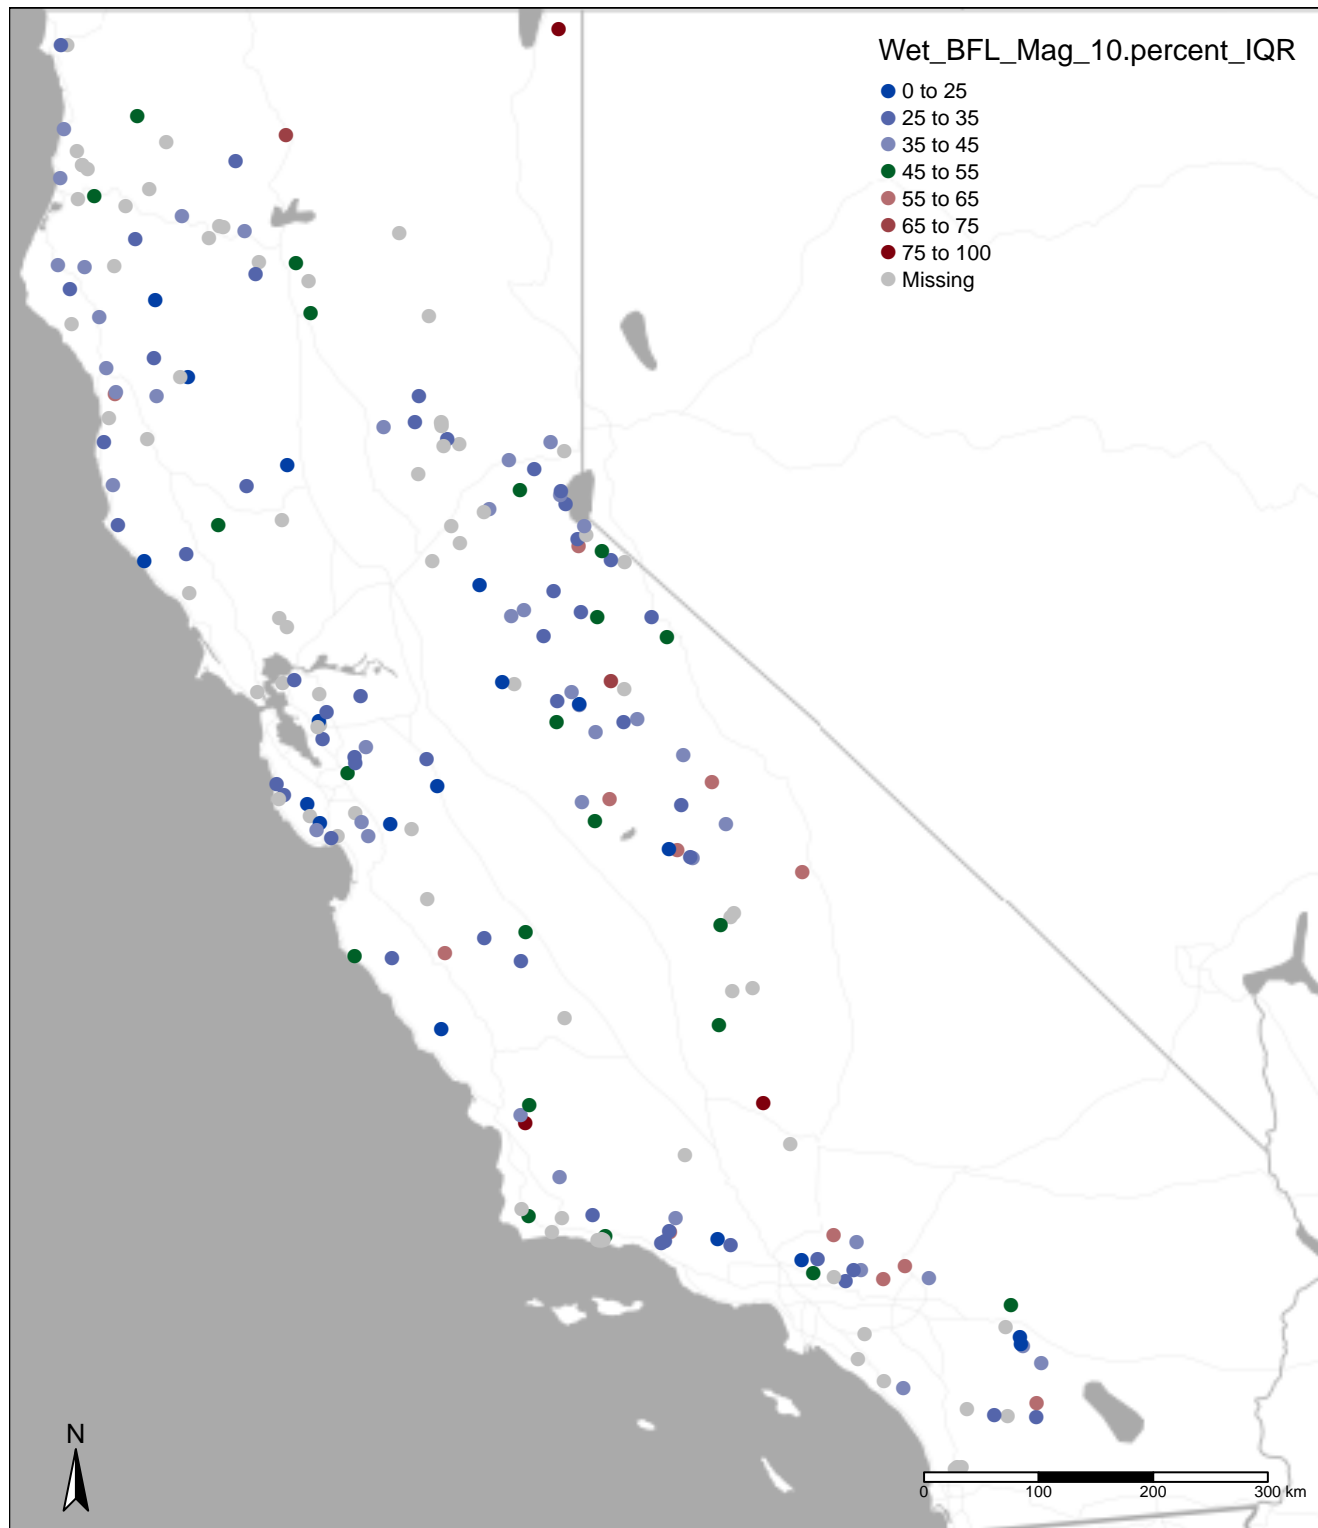 Wet_BFL_Mag_10.percent_IQR
0 to 25
25 to 35
35 to 45
45 to 55
55 to 65
65 to 75
75 to 100
Missing
N
0 100 200 300 km